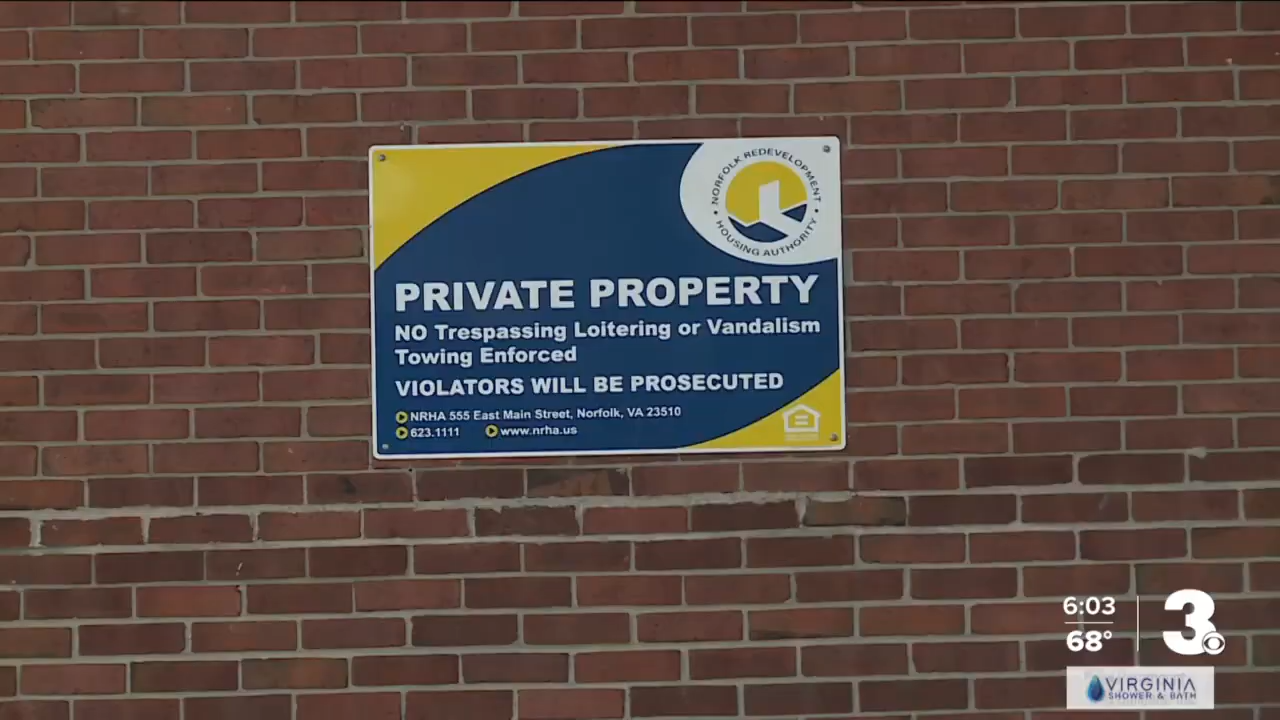 NORFOLK REDEVELOPMENT
HOUSING AUTHORITY
PRIVATE PROPERTY
NO Trespassing Loitering or Vandalism
Towing Enforced
VIOLATORS WILL BE PROSECUTED
NRHA 555 East Main Street, Norfolk, VA 23510
623.1111 www.nrha.us
6:03
68°
3
VIRGINIA
SHOWER & BATH